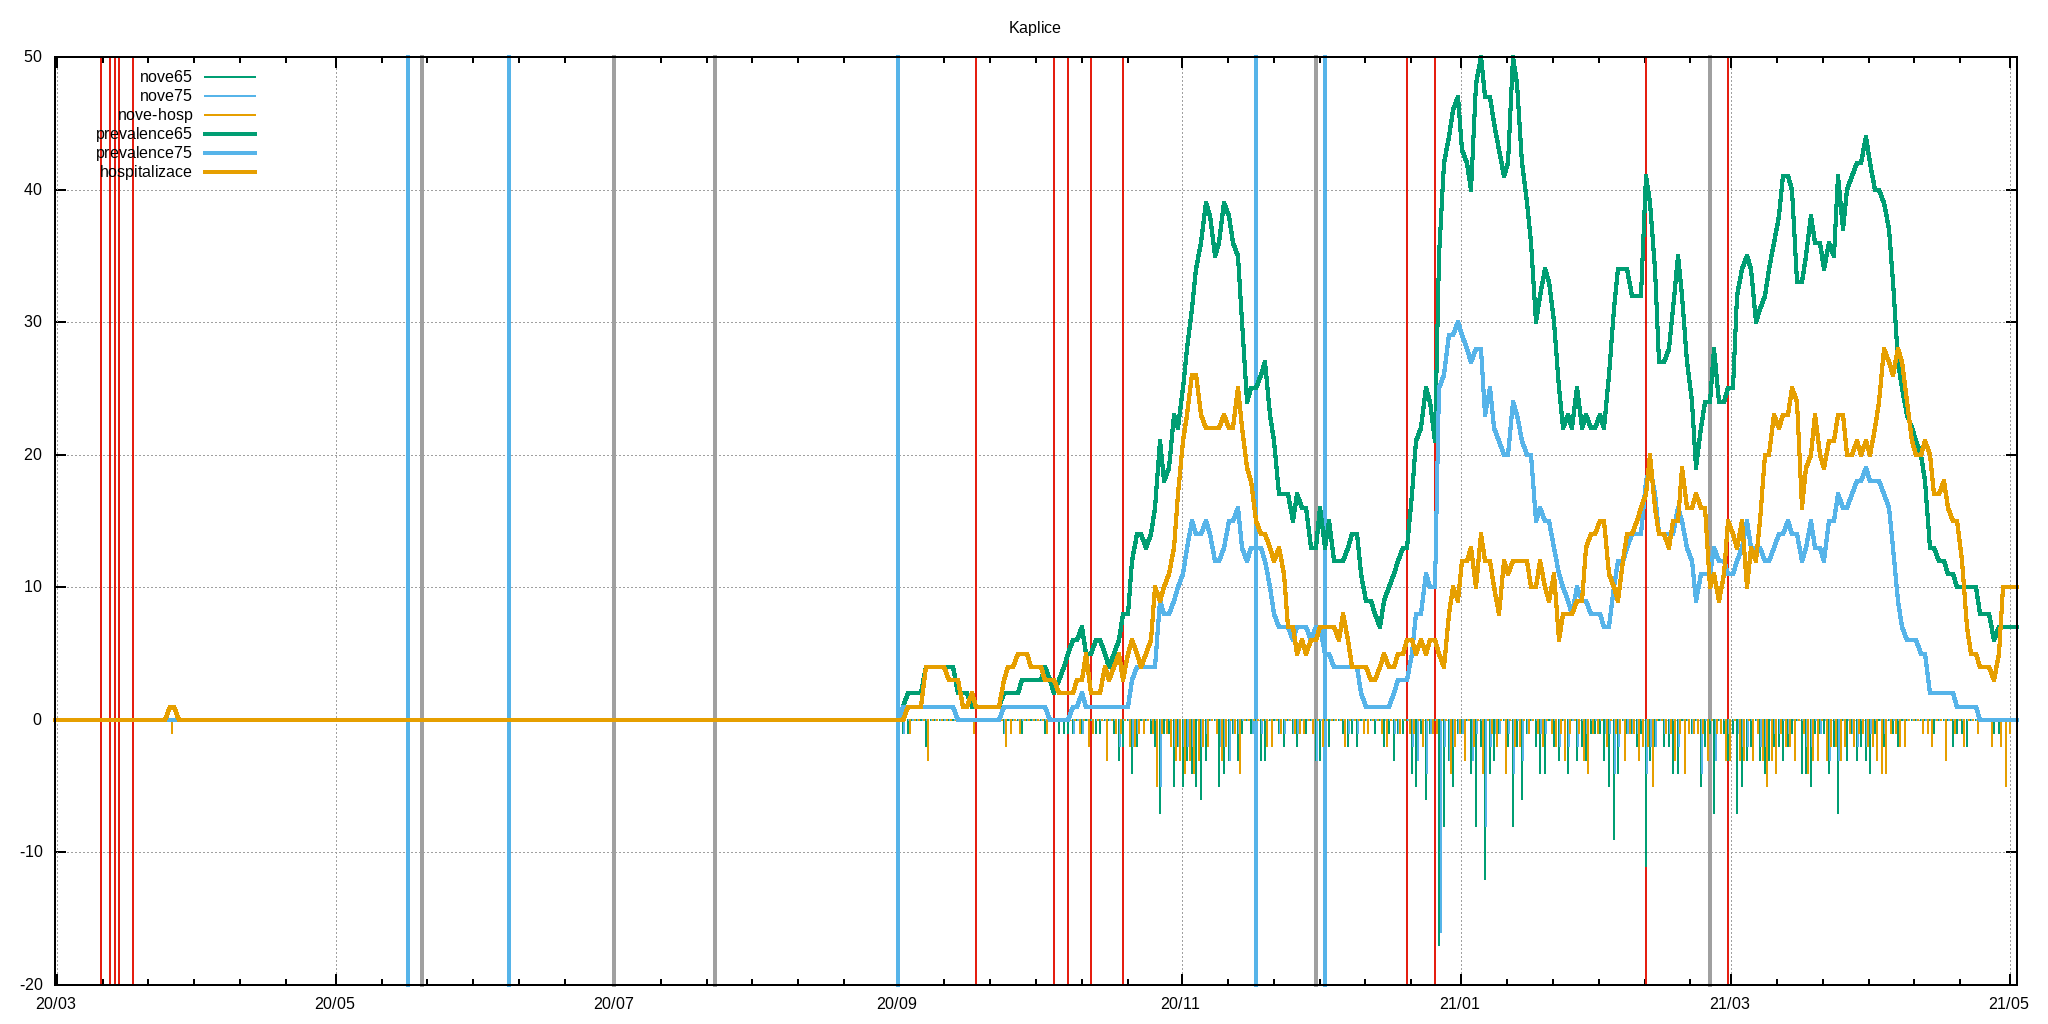 Kaplice
50
nove65
nove75
nove-hosp
prevalence65
prevalence75
hospitalizace
40
30
20
10
0
-10
-20
20/03 20/05 20/07 20/09 20/11 21/01 21/03 21/05